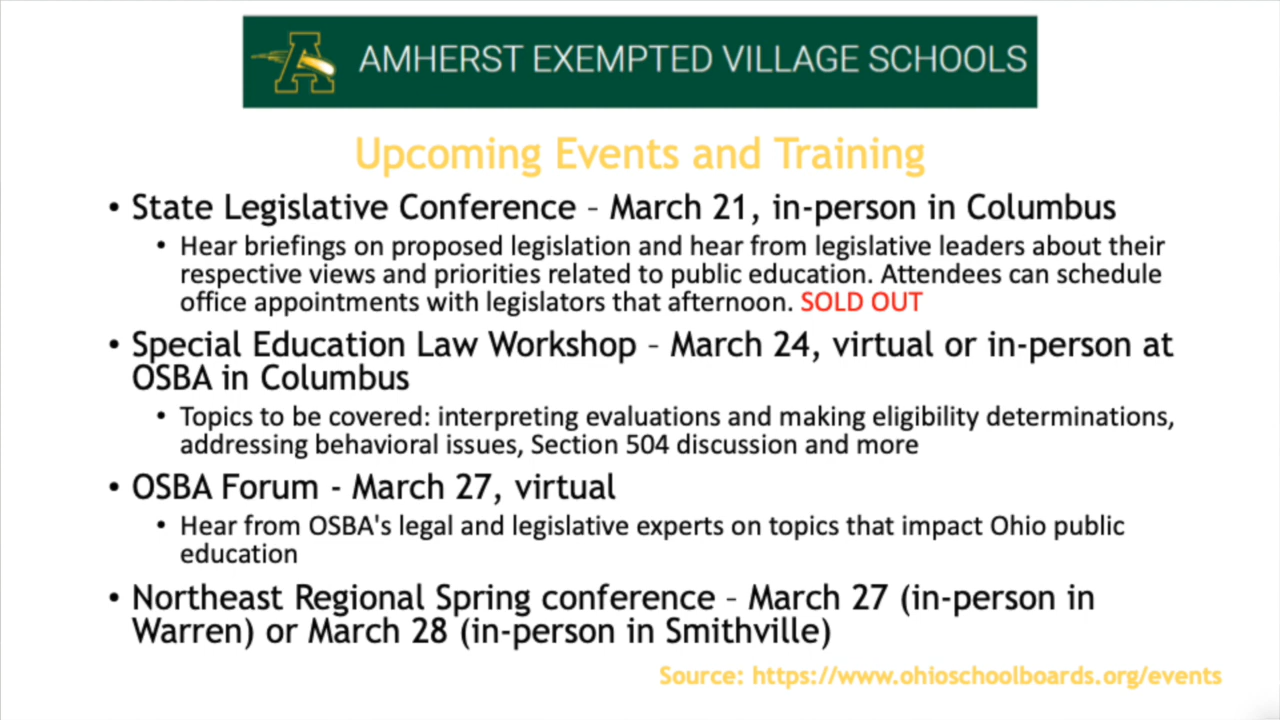 AMHERST EXEMPTED VILLAGE SCHOOLS
Upcoming Events and Training
• State Legislative Conference – March 21, in-person in Columbus
• Hear briefings on proposed legislation and hear from legislative leaders about their
respective views and priorities related to public education. Attendees can schedule
office appointments with legislators that afternoon. SOLD OUT
• Special Education Law Workshop – March 24, virtual or in-person at
OSBA in Columbus
• Topics to be covered: interpreting evaluations and making eligibility determinations,
addressing behavioral issues, Section 504 discussion and more
• OSBA Forum - March 27, virtual
• Hear from OSBA's legal and legislative experts on topics that impact Ohio public
education
• Northeast Regional Spring conference – March 27 (in-person in
Warren) or March 28 (in-person in Smithville)
Source: https://www.ohioschoolboards.org/events